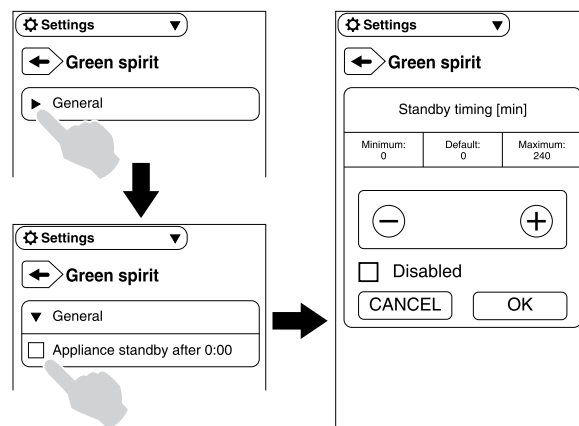 Settings
Green spirit
General
Settings
Green spirit
General
Appliance standby after 0:00
Settings
Green spirit
Standby timing [min]
Minimum: Default: Maximum:
0 0 240
Disabled
CANCEL OK